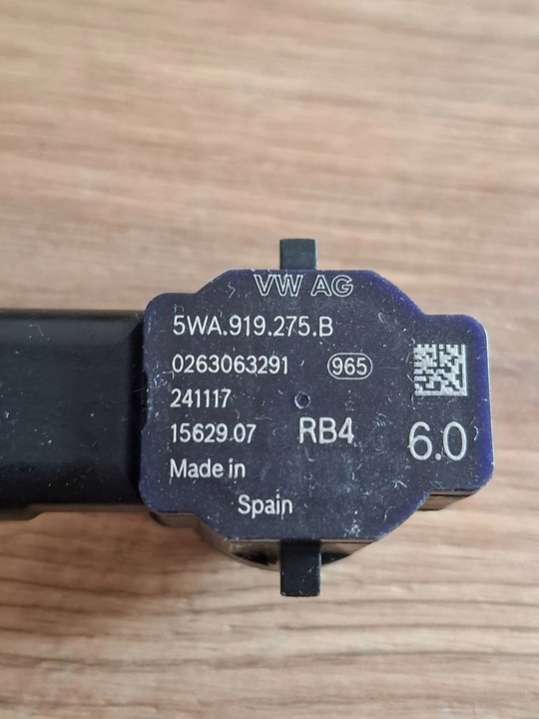 VW AG
5WA.919.275.B
0263063291 965
241117
15629.07 RB4 6.0
Made in
Spain